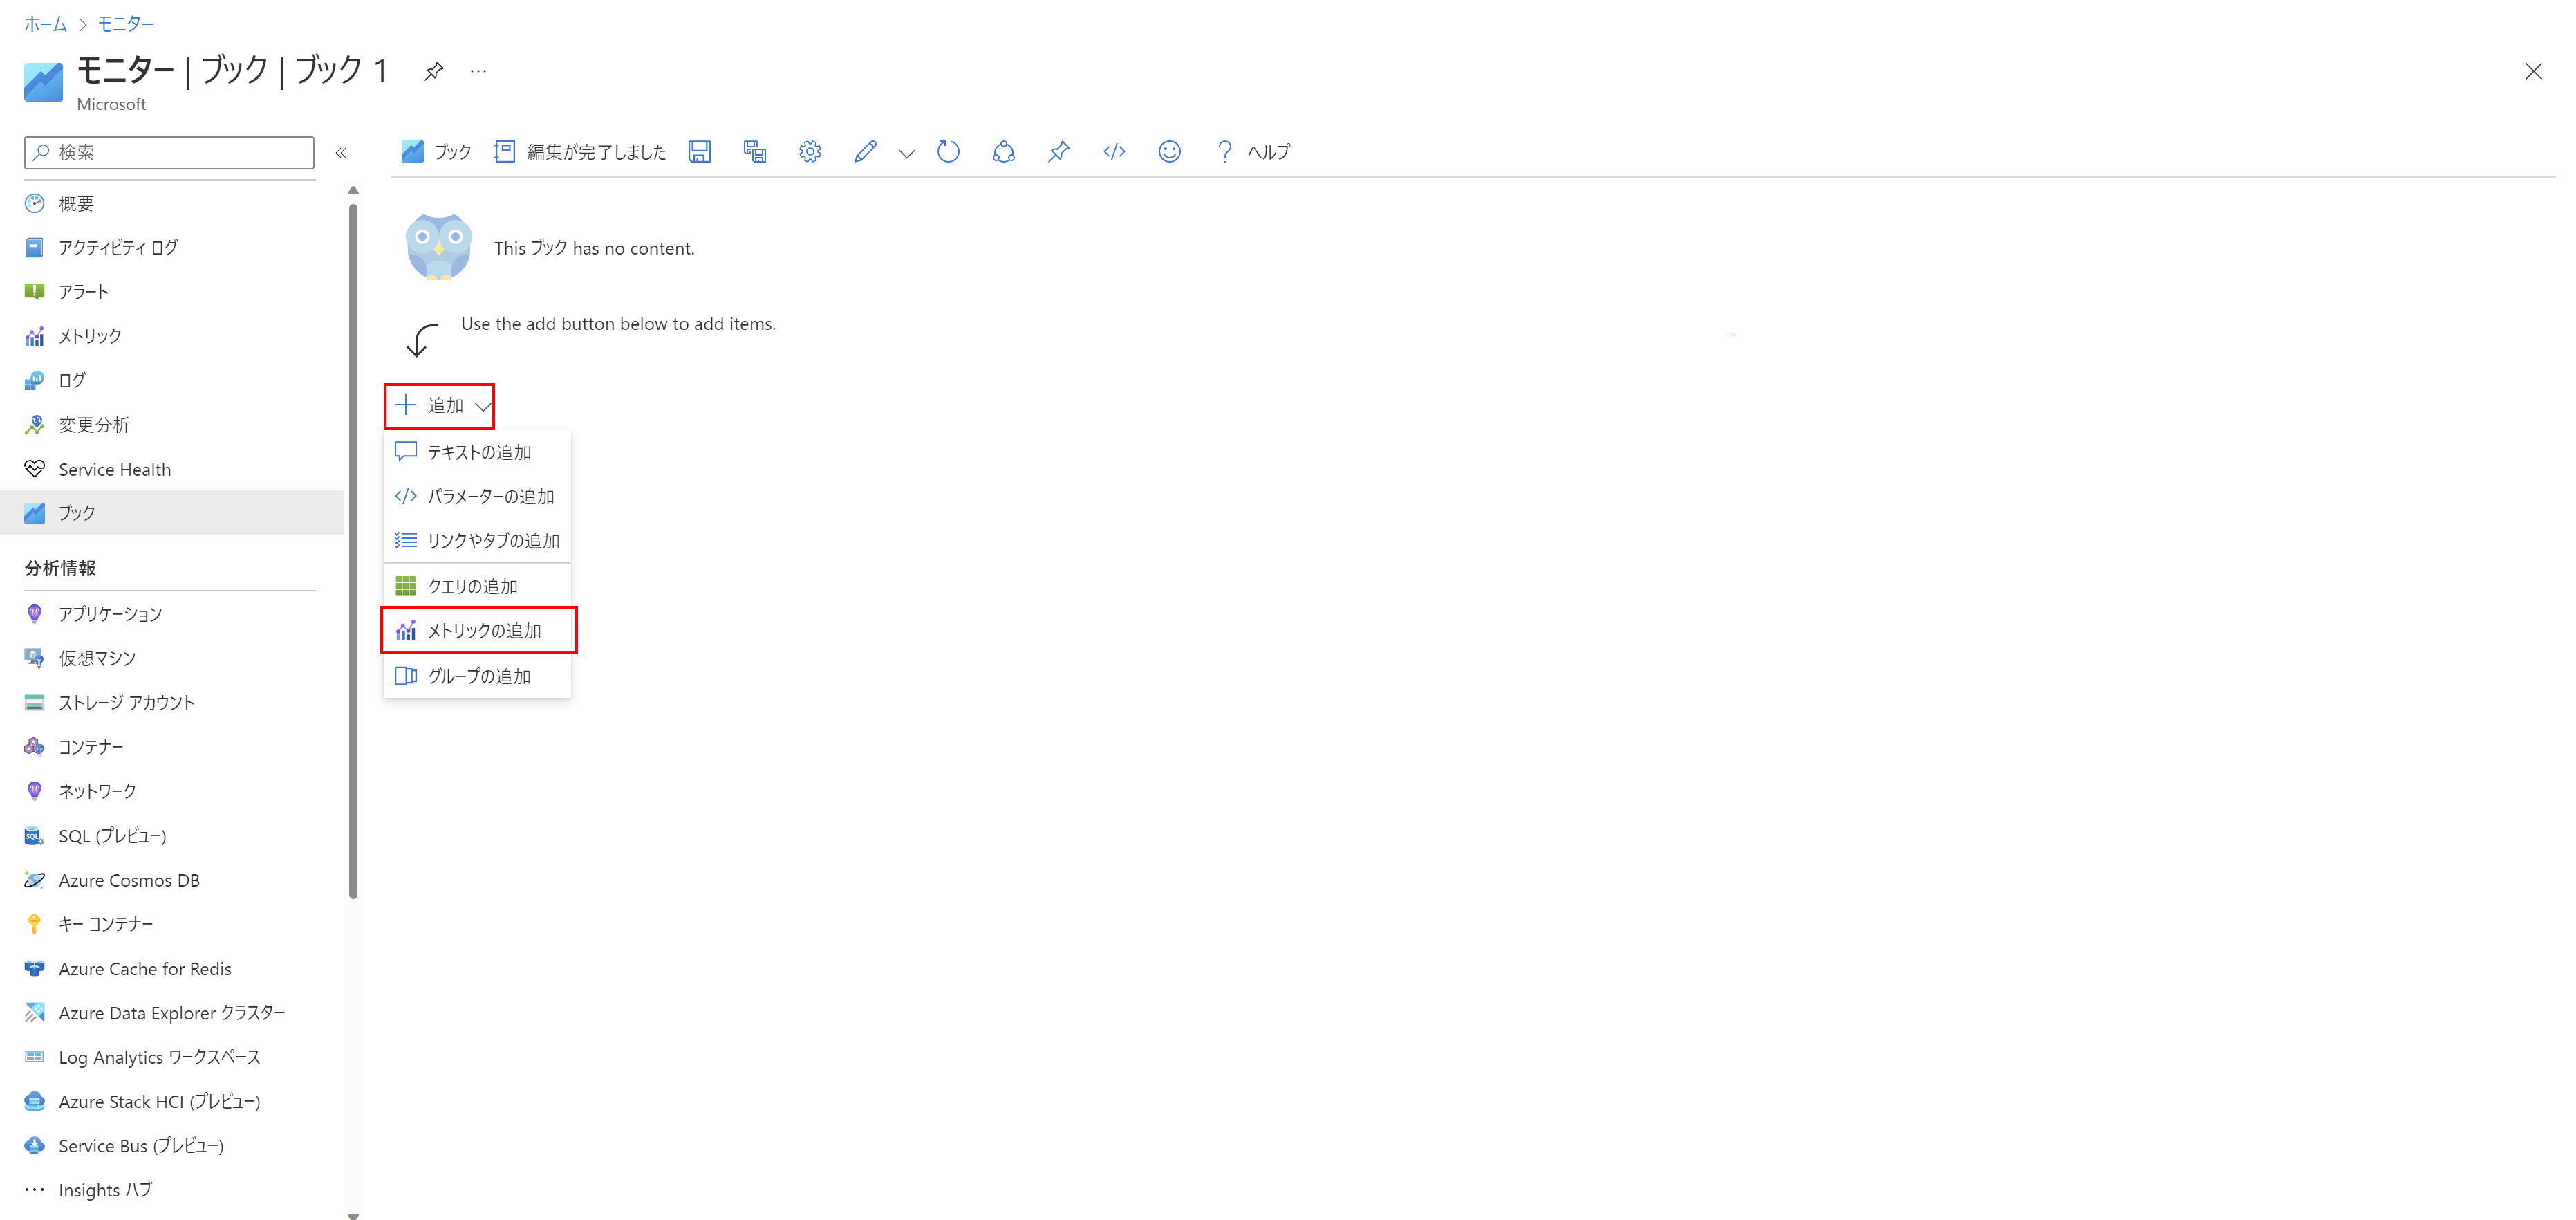 ホーム > モニター
モニター | ブック | ブック 1
Microsoft
検索
概要
アクティビティ ログ
アラート
メトリック
ログ
変更分析
Service Health
ブック
分析情報
アプリケーション
仮想マシン
ストレージ アカウント
コンテナー
ネットワーク
SQL (プレビュー)
Azure Cosmos DB
キー コンテナー
Azure Cache for Redis
Azure Data Explorer クラスター
Log Analytics ワークスペース
Azure Stack HCI (プレビュー)
Service Bus (プレビュー)
Insights ハブ
ブック 編集が完了しました ヘルプ
This ブック has no content.
Use the add button below to add items.
追加
テキストの追加
パラメーターの追加
リンクやタブの追加
クエリの追加
メトリックの追加
グループの追加